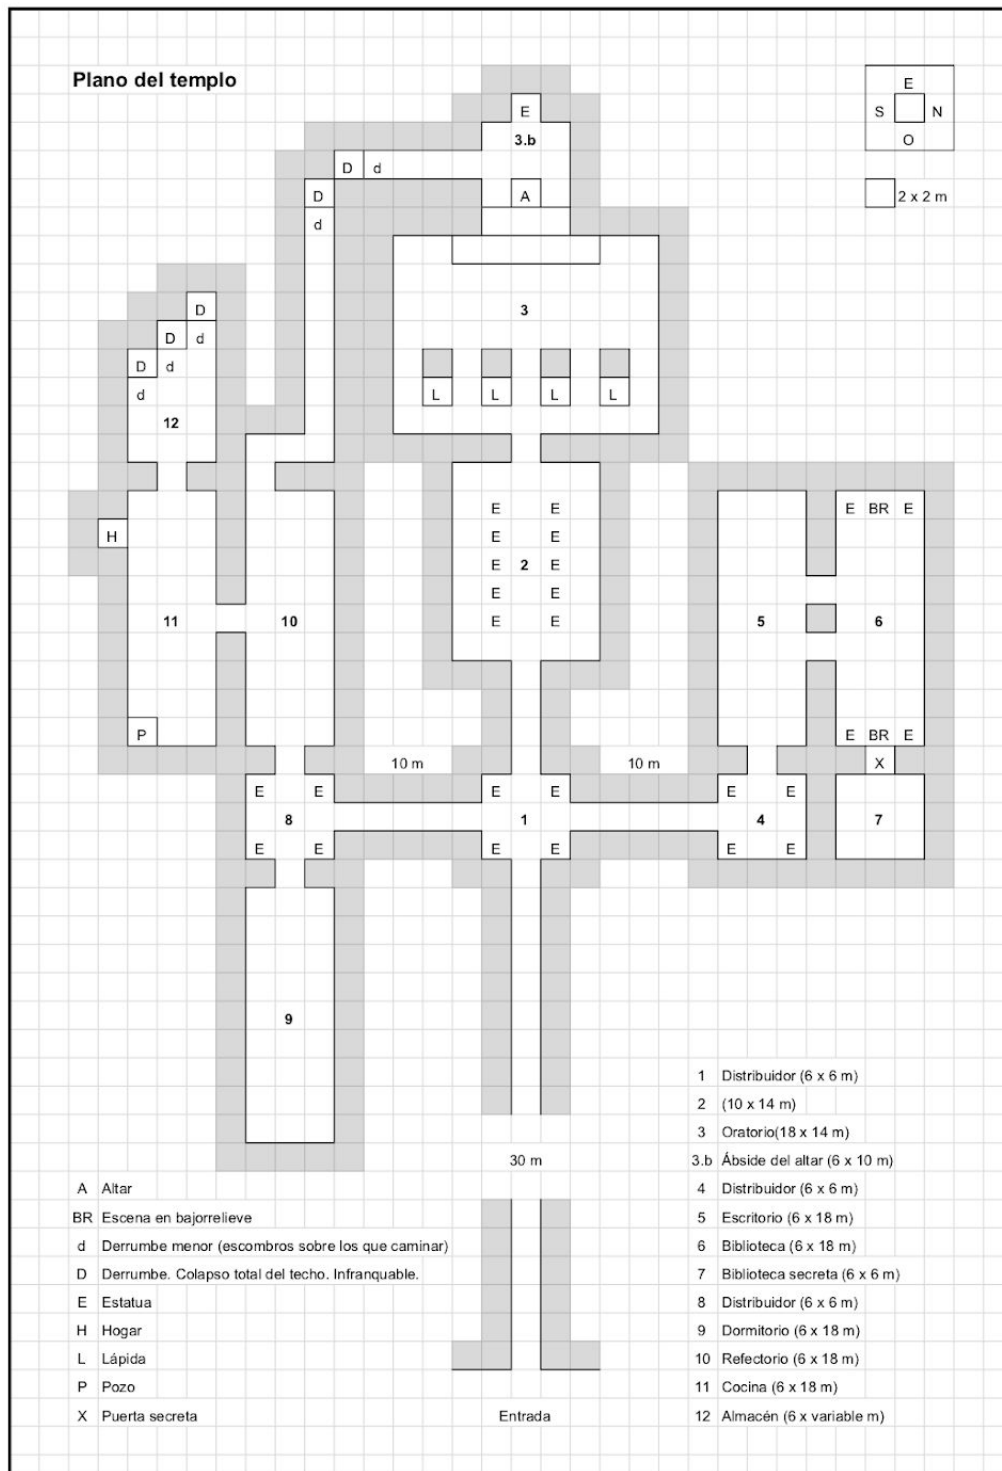 Plano del templo
E
S N
O
2 x 2 m
E
3.b
D d
D
A
d
3
D
D d
D d
d
L L L L
12
E E
E BR E
H
E E
E 2 E
E E
11
10
E E
5
6
P
E BR E
10 m
10 m
X
E E
E E
E E
8
1
4
7
E E
E E
E E
9
30 m
Entrada
A Altar
BR Escena en bajorrelieve
d Derrumbe menor (escombros sobre los que caminar)
D Derrumbe. Colapso total del techo. Infranquable.
E Estatua
H Hogar
L Lápida
P Pozo
X Puerta secreta
1 Distribuidor (6 x 6 m)
2 (10 x 14 m)
3 Oratorio(18 x 14 m)
3.b Ábside del altar (6 x 10 m)
4 Distribuidor (6 x 6 m)
5 Escritorio (6 x 18 m)
6 Biblioteca (6 x 18 m)
7 Biblioteca secreta (6 x 6 m)
8 Distribuidor (6 x 6 m)
9 Dormitorio (6 x 18 m)
10 Refectorio (6 x 18 m)
11 Cocina (6 x 18 m)
12 Almacén (6 x variable m)